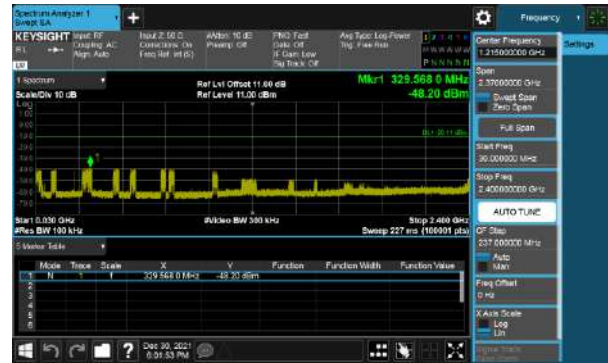 Spectrum Analyzer 1
Swept SA
+
Frequency
KEYSIGHT
Input: RF
Coupling: AC
Align: Auto
Input Z: 50 Ω
Corrections: On
Freq Ref: Int (S)
#Atten: 10 dB
Preamp: Off
PNO: Fast
Gate: Off
IF Gain: Low
Sig Track: Off
Avg Type: Log-Power
Trig: Free Run
Center Frequency
1.215000000 GHz
Settings
Span
2.37000000 GHz
Swept Span
Zero Span
Full Span
Start Freq
30.000000 MHz
Stop Freq
2.400000000 GHz
AUTO TUNE
CF Step
237.000000 MHz
Auto
Man
Freq Offset
0 Hz
X Axis Scale
Log
Lin
Signal Track
1 Spectrum
Scale/Div 10 dB
Ref Lvl Offset 11.00 dB
Ref Level 11.00 dBm
Mkr1 329.568 0 MHz
-48.20 dBm
Log
1
Start 0.030 GHz
#Res BW 100 kHz
#Video BW 300 kHz
Stop 2.400 GHz
Sweep 227 ms (100001 pts)
5 Marker Table
Mode Trace Scale X Y Function Function Width Function Value
1 N 1 f 329.568 0 MHz -48.20 dBm
2
3
4
5
6
Dec 30, 2021
6:01:53 PM